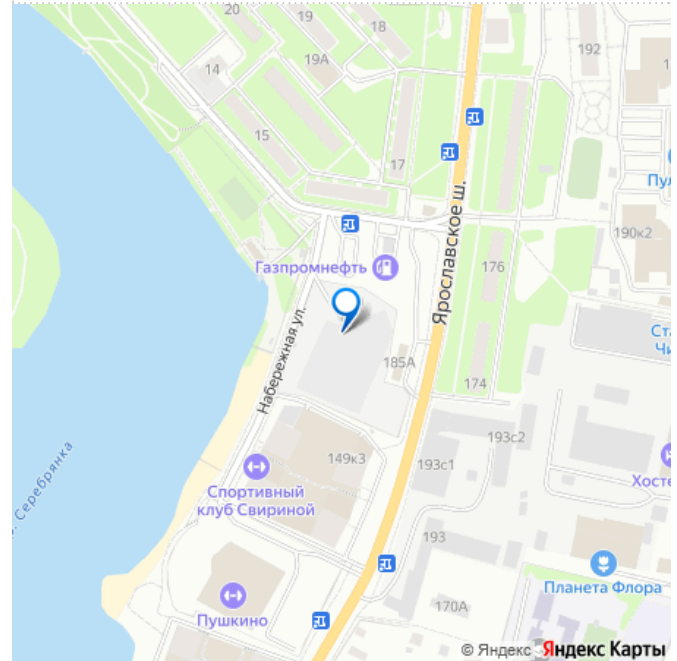 20
19
18
14
19А
192
15
17
Пу
190к2
Газпромнефть
Ярославское ш.
176
Набережная ул.
Ст
Чи
185А
174
149к3
193с2
193с1
Хосте
Спортивный
клуб Свириной
р. Серебрянка
193
Планета Флора
Пушкино
170А
© Яндекс Яндекс Карты